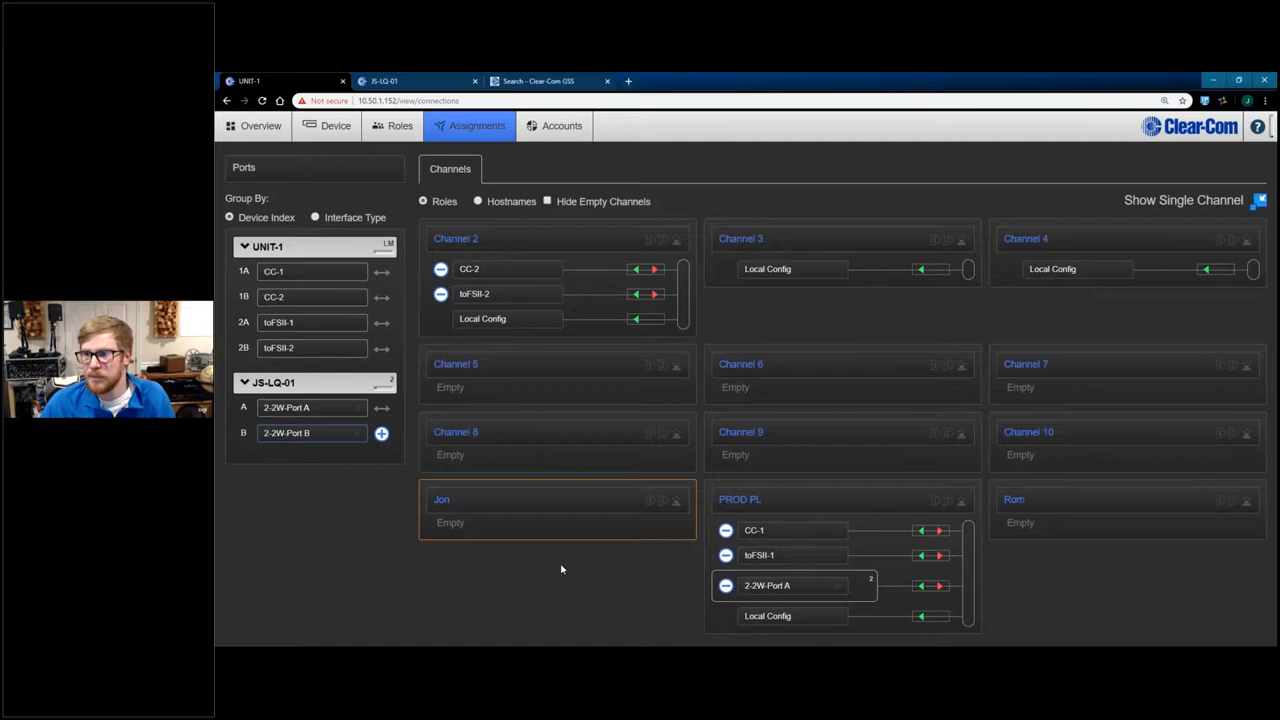 UNIT-1
JS-LQ-01
Search - Clear-Com GSS
Not secure | 10.50.1.152/view/connections
Overview
Device
Roles
Assignments
Accounts
Clear-Com
Ports
Channels
Group By:
Device Index
Interface Type
Roles
Hostnames
Hide Empty Channels
Show Single Channel
UNIT-1 LM
1A CC-1
1B CC-2
2A toFSII-1
2B toFSII-2
JS-LQ-01 2
A 2-2W-Port A
B 2-2W-Port B
Channel 2
CC-2
toFSII-2
Local Config
Channel 3
Local Config
Channel 4
Local Config
Channel 5
Empty
Channel 6
Empty
Channel 7
Empty
Channel 8
Empty
Channel 9
Empty
Channel 10
Empty
Jon
Empty
PROD PL
CC-1
toFSII-1
2-2W-Port A 2
Local Config
Rom
Empty